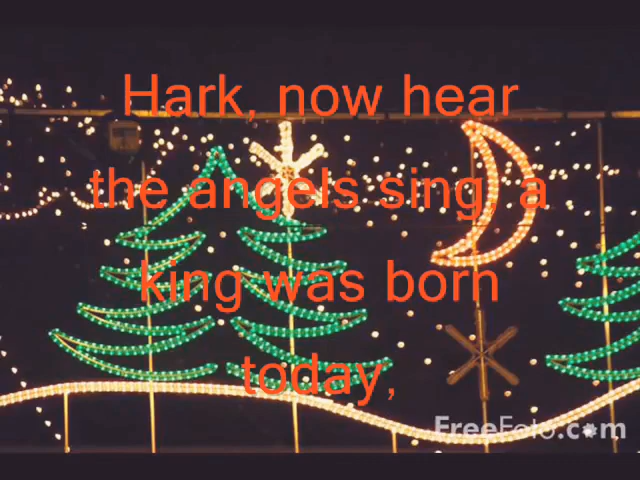 Hark, now hear
the angels sing, a
king was born
today,
FreeFoto.com